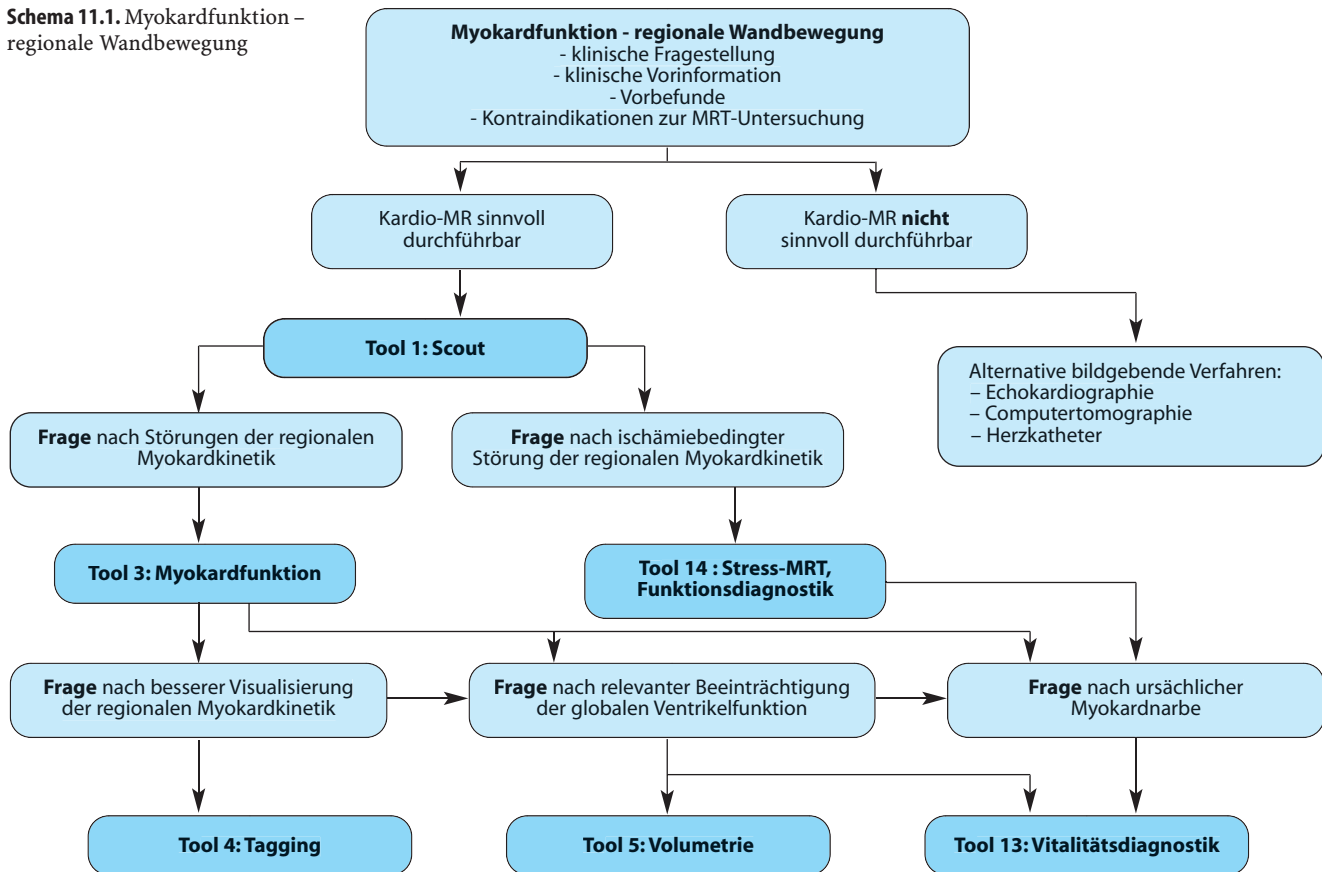 Schema 11.1. Myokardfunktion –
regionale Wandbewegung
Myokardfunktion - regionale Wandbewegung
- klinische Fragestellung
- klinische Vorinformation
- Vorbefunde
- Kontraindikationen zur MRT-Untersuchung
Kardio-MR sinnvoll
durchführbar
Kardio-MR nicht
sinnvoll durchführbar
Tool 1: Scout
Alternative bildgebende Verfahren:
– Echokardiographie
– Computertomographie
– Herzkatheter
Frage nach Störungen der regionalen
Myokardkinetik
Frage nach ischämiebedingter
Störung der regionalen Myokardkinetik
Tool 3: Myokardfunktion
Tool 14 : Stress-MRT,
Funktionsdiagnostik
Frage nach besserer Visualisierung
der regionalen Myokardkinetik
Frage nach relevanter Beeinträchtigung
der globalen Ventrikelfunktion
Frage nach ursächlicher
Myokardnarbe
Tool 4: Tagging
Tool 5: Volumetrie
Tool 13: Vitalitätsdiagnostik